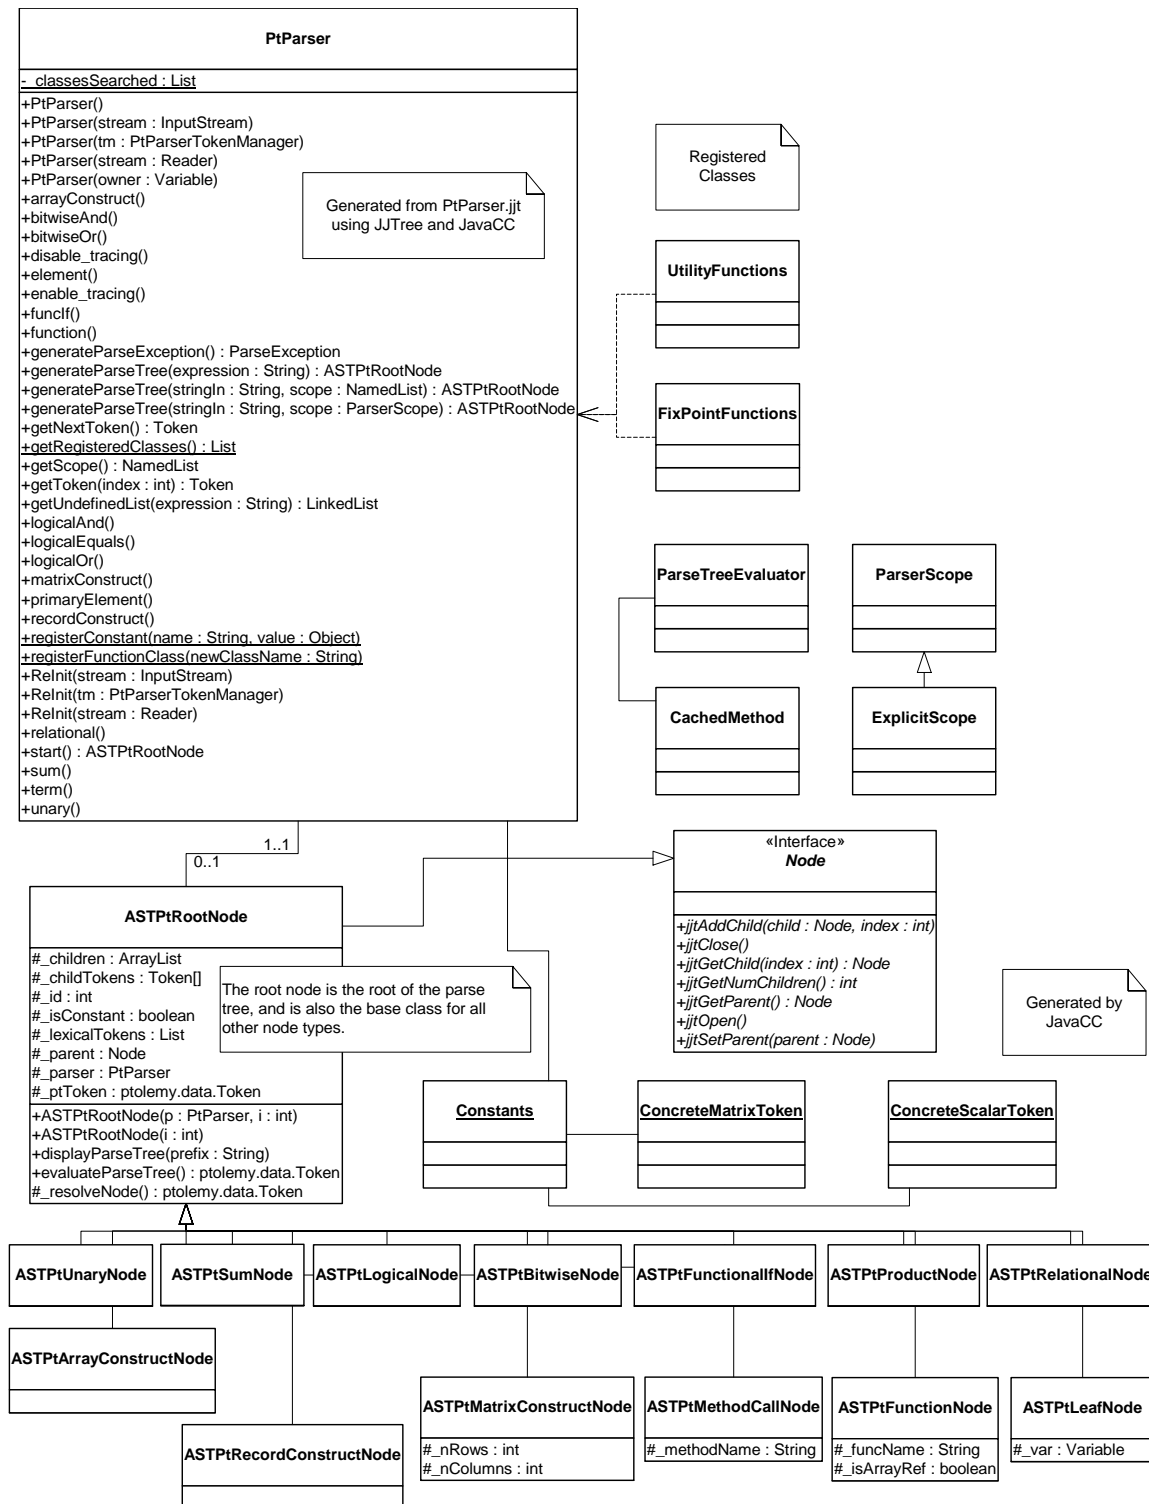 PtParser
- _classesSearched : List
+PtParser()
+PtParser(stream : InputStream)
+PtParser(tm : PtParserTokenManager)
+PtParser(stream : Reader)
+PtParser(owner : Variable)
+arrayConstruct()
+bitwiseAnd()
+bitwiseOr()
+disable_tracing()
+element()
+enable_tracing()
+funcIf()
+function()
+generateParseException() : ParseException
+generateParseTree(expression : String) : ASTPtRootNode
+generateParseTree(stringIn : String, scope : NamedList) : ASTPtRootNode
+generateParseTree(stringIn : String, scope : ParserScope) : ASTPtRootNode
+getNextToken() : Token
+getRegisteredClasses() : List
+getScope() : NamedList
+getToken(index : int) : Token
+getUndefinedList(expression : String) : LinkedList
+logicalAnd()
+logicalEquals()
+logicalOr()
+matrixConstruct()
+primaryElement()
+recordConstruct()
+registerConstant(name : String, value : Object)
+registerFunctionClass(newClassName : String)
+ReInit(stream : InputStream)
+ReInit(tm : PtParserTokenManager)
+ReInit(stream : Reader)
+relational()
+start() : ASTPtRootNode
+sum()
+term()
+unary()
Generated from PtParser.jjt
using JJTree and JavaCC
Registered
Classes
UtilityFunctions
FixPointFunctions
ParseTreeEvaluator
ParserScope
CachedMethod
ExplicitScope
1..1
0..1
«Interface»
Node
+jjtAddChild(child : Node, index : int)
+jjtClose()
+jjtGetChild(index : int) : Node
+jjtGetNumChildren() : int
+jjtGetParent() : Node
+jjtOpen()
+jjtSetParent(parent : Node)
ASTPtRootNode
#_children : ArrayList
#_childTokens : Token[]
#_id : int
#_isConstant : boolean
#_lexicalTokens : List
#_parent : Node
#_parser : PtParser
#_ptToken : ptolemy.data.Token
+ASTPtRootNode(p : PtParser, i : int)
+ASTPtRootNode(i : int)
+displayParseTree(prefix : String)
+evaluateParseTree() : ptolemy.data.Token
#_resolveNode() : ptolemy.data.Token
The root node is the root of the parse
tree, and is also the base class for all
other node types.
Generated by
JavaCC
Constants
ConcreteMatrixToken
ConcreteScalarToken
ASTPtUnaryNode
ASTPtSumNode
ASTPtLogicalNode
ASTPtBitwiseNode
ASTPtFunctionalIfNode
ASTPtProductNode
ASTPtRelationalNode
ASTPtArrayConstructNode
ASTPtRecordConstructNode
ASTPtMatrixConstructNode
#_nRows : int
#_nColumns : int
ASTPtMethodCallNode
#_methodName : String
ASTPtFunctionNode
#_funcName : String
#_isArrayRef : boolean
ASTPtLeafNode
#_var : Variable